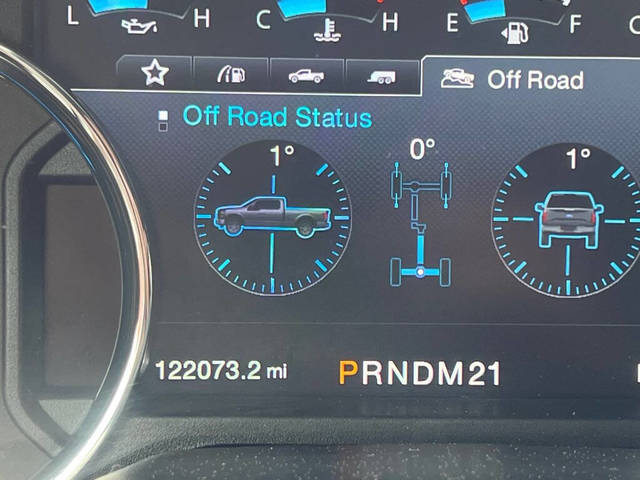 L H C H E F C
Off Road
Off Road Status
1° 0° 1°
122073.2 mi PRNDM21